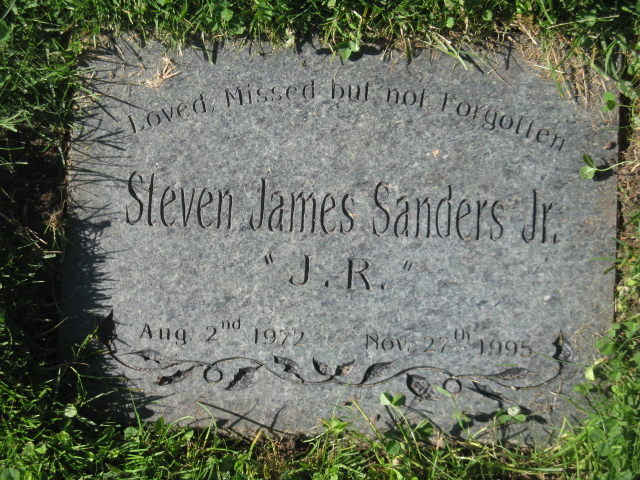 Loved, Missed but not Forgotten
Steven James Sanders Jr.
"J.R."
Aug 2nd 1972 Nov. 27th 1995